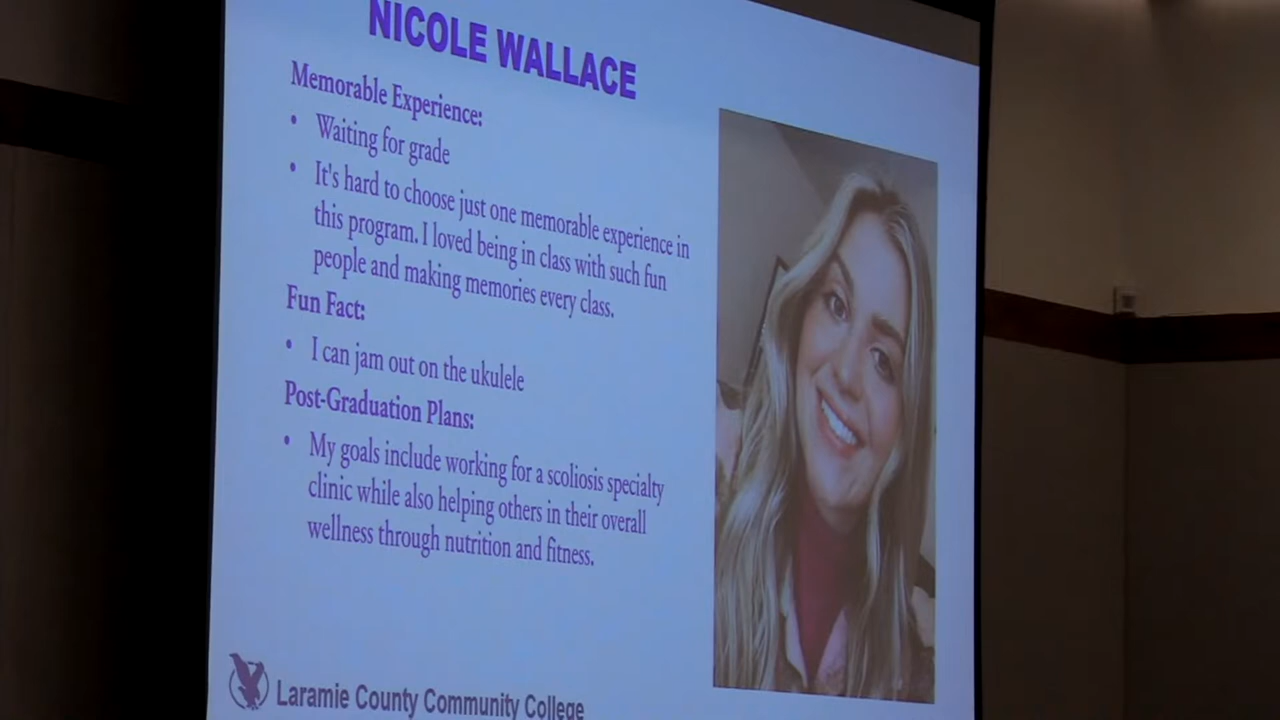 NICOLE WALLACE
Memorable Experience:
• Waiting for grade
• It's hard to choose just one memorable experience in
this program. I loved being in class with such fun
people and making memories every class.
Fun Fact:
• I can jam out on the ukulele
Post-Graduation Plans:
• My goals include working for a scoliosis specialty
clinic while also helping others in their overall
wellness through nutrition and fitness.
Laramie County Community College